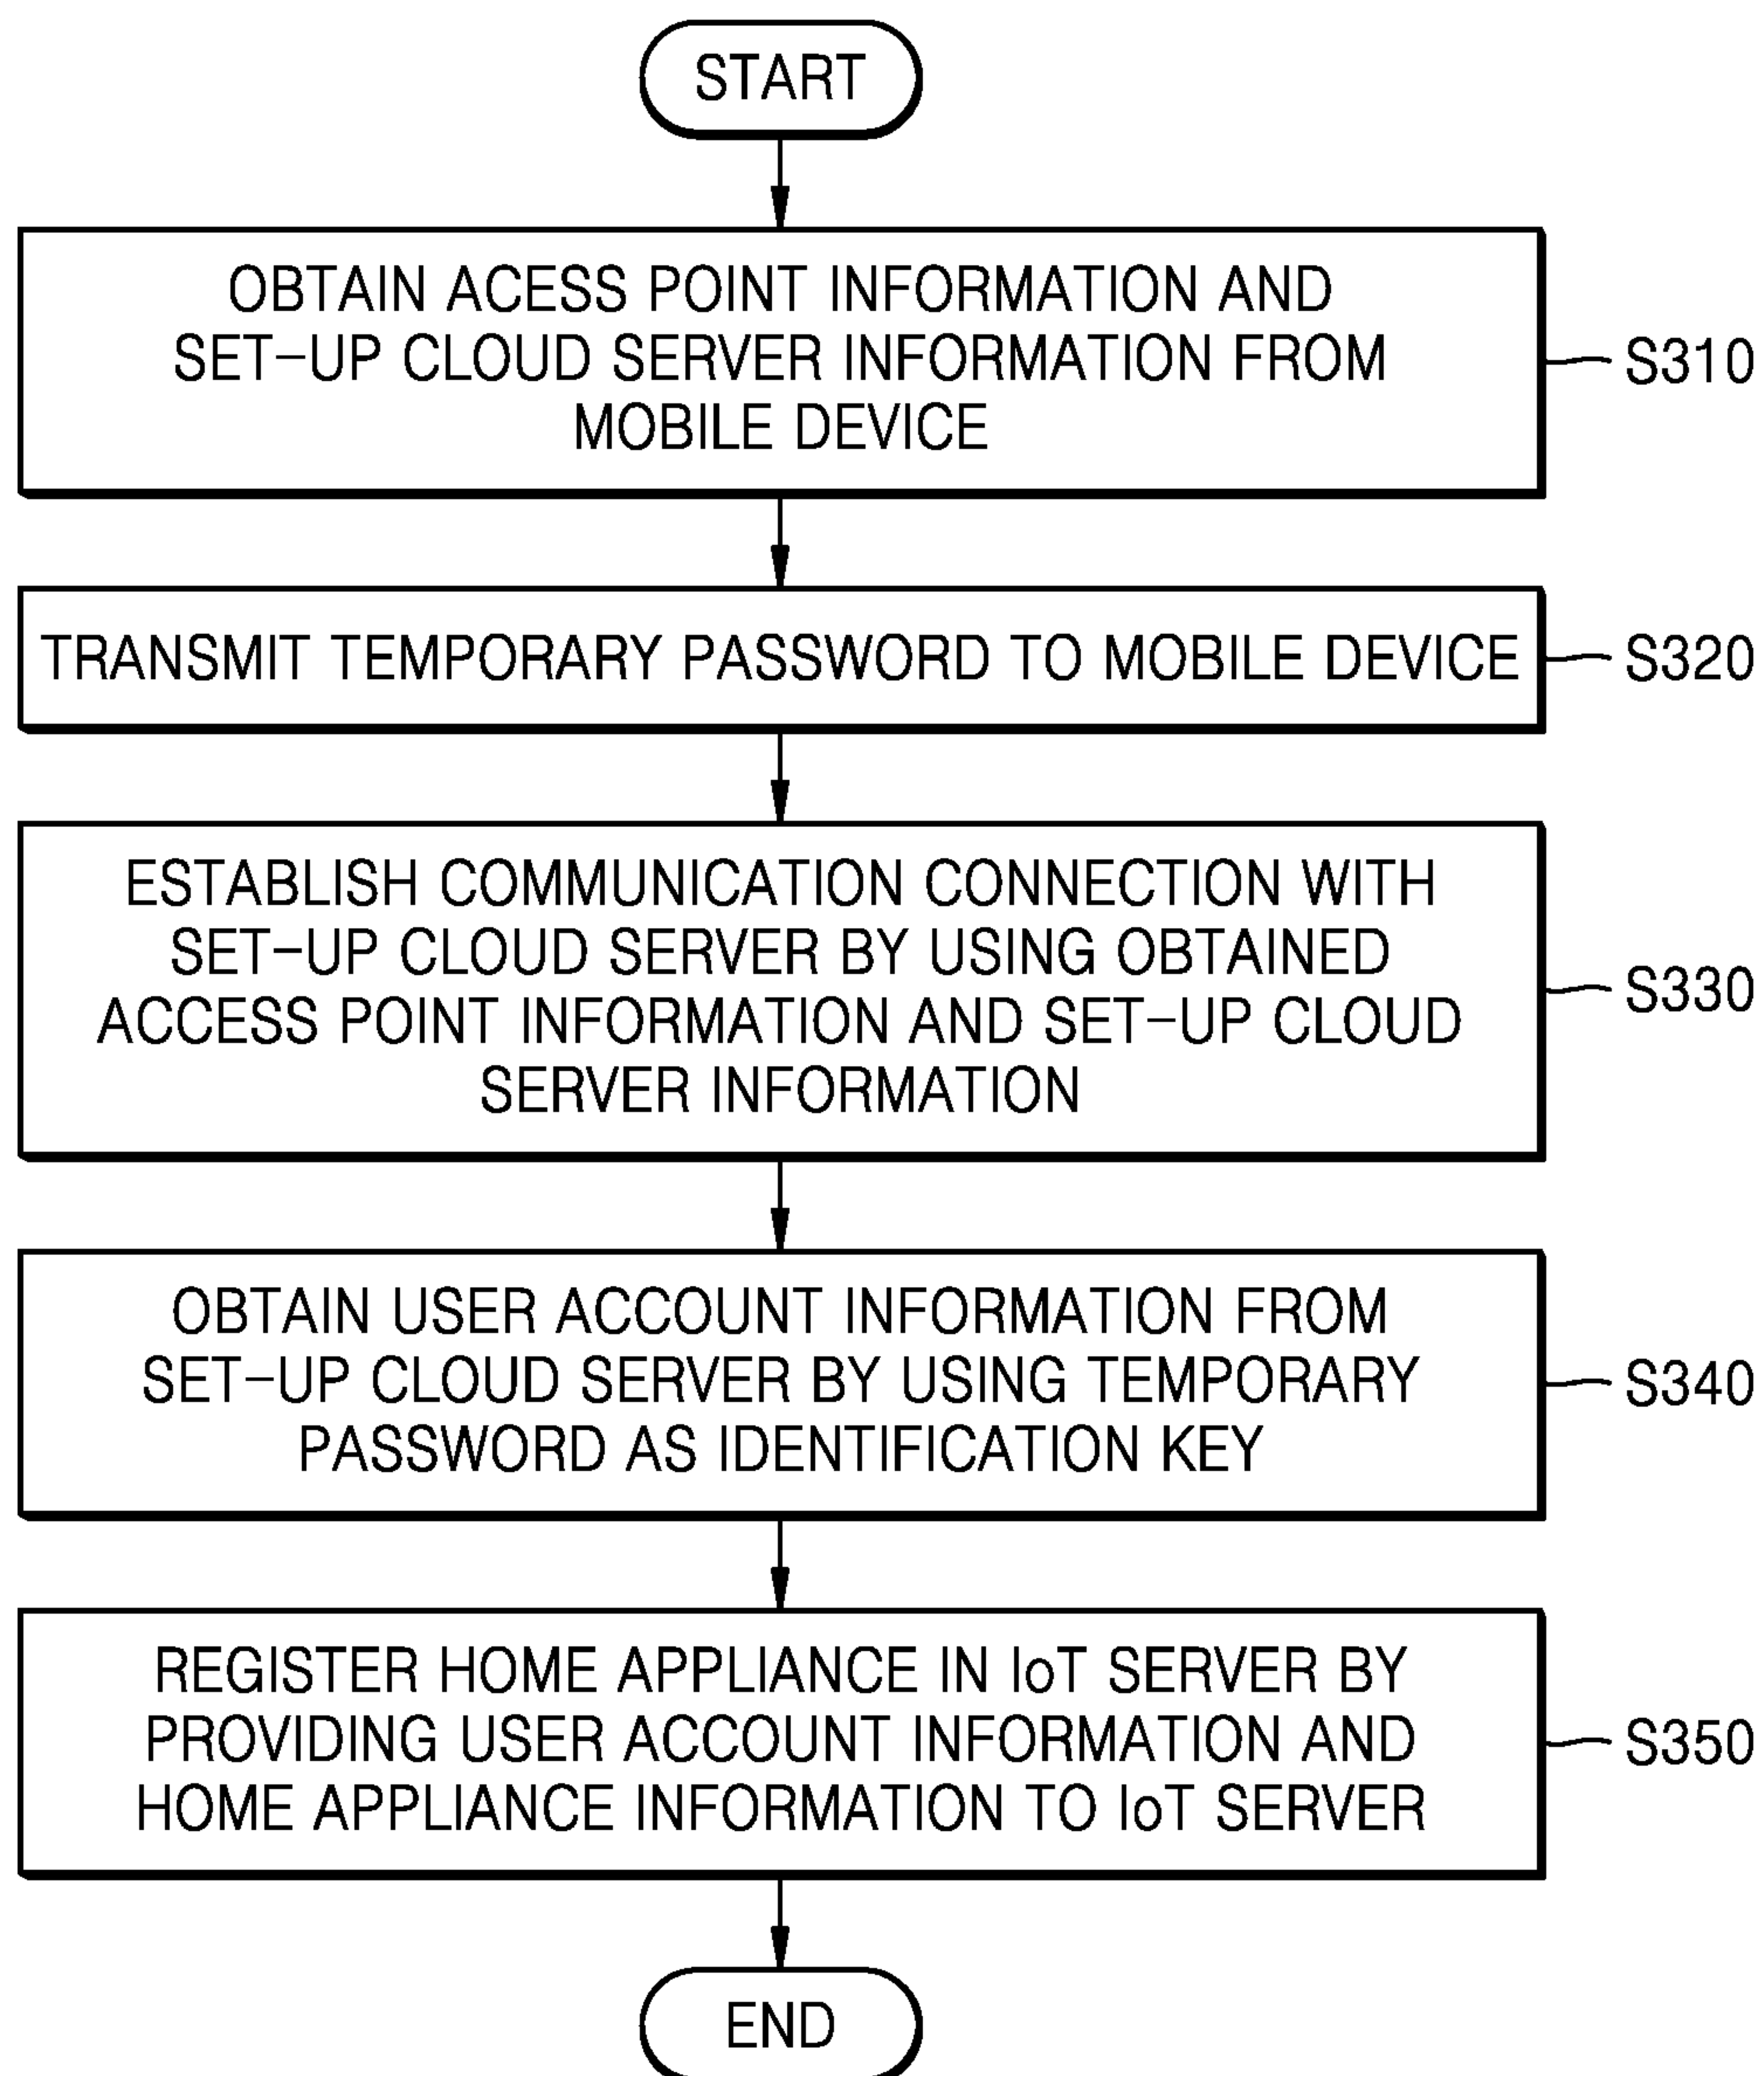 START
OBTAIN ACESS POINT INFORMATION AND
SET-UP CLOUD SERVER INFORMATION FROM
MOBILE DEVICE
S310
TRANSMIT TEMPORARY PASSWORD TO MOBILE DEVICE
S320
ESTABLISH COMMUNICATION CONNECTION WITH
SET-UP CLOUD SERVER BY USING OBTAINED
ACCESS POINT INFORMATION AND SET-UP CLOUD
SERVER INFORMATION
S330
OBTAIN USER ACCOUNT INFORMATION FROM
SET-UP CLOUD SERVER BY USING TEMPORARY
PASSWORD AS IDENTIFICATION KEY
S340
REGISTER HOME APPLIANCE IN IoT SERVER BY
PROVIDING USER ACCOUNT INFORMATION AND
HOME APPLIANCE INFORMATION TO IoT SERVER
S350
END